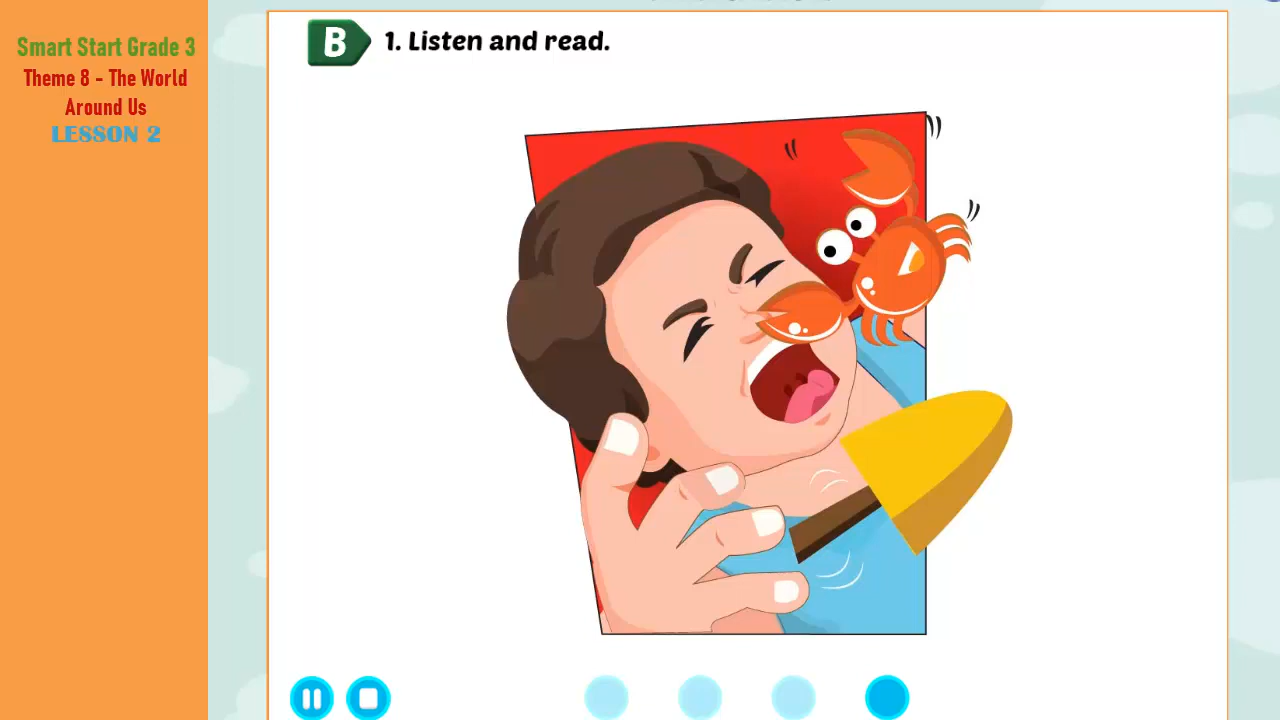 Smart Start Grade 3
Theme 8 - The World
Around Us
LESSON 2
B 1. Listen and read.